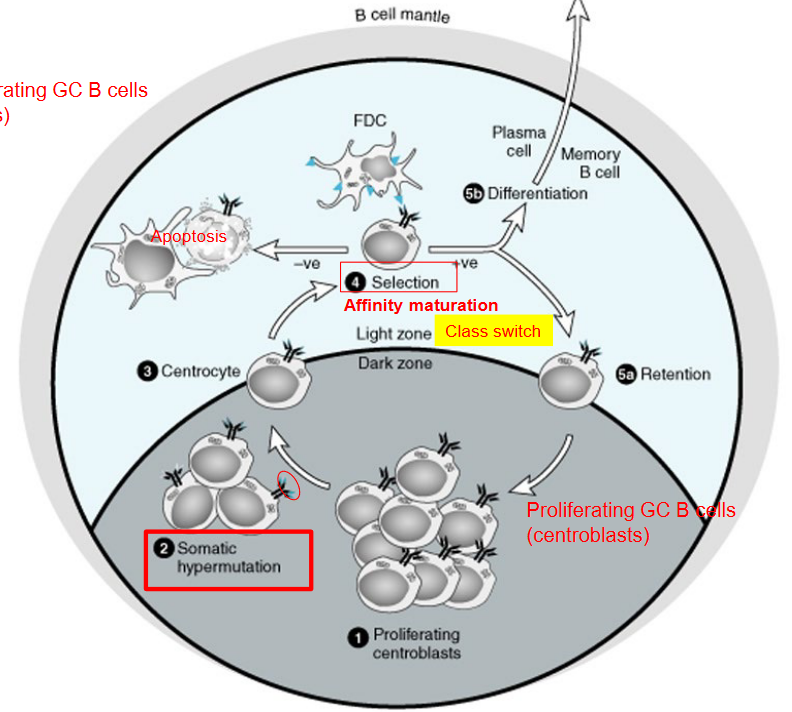 B cell mantle
rating GC B cells
s)
FDC
Plasma
cell
Memory
B cell
5b Differentiation
Apoptosis
–ve
+ve
4 Selection
Affinity maturation
Light zone
Class switch
Dark zone
3 Centrocyte
5a Retention
Proliferating GC B cells
(centroblasts)
2 Somatic
hypermutation
1 Proliferating
centroblasts